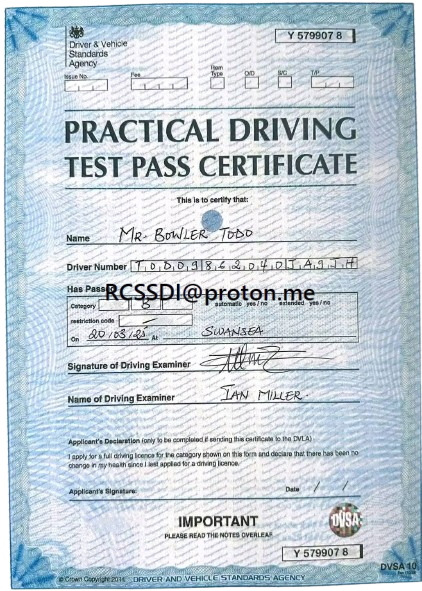 Driver & Vehicle
Standards
Agency
Y 579907 8
Issue No. Fee Item Type O/D S/C T/P
PRACTICAL DRIVING
TEST PASS CERTIFICATE
This is to certify that:
Name MR. BOWLER TODO
Driver Number T.O.D.O.9 8 6 2 0 4 0 J A 9 J H
Has Passed
RCSSDI@proton.me
Category B automatic yes / no extended yes / no
restriction code
On 20/03/25 At SWANSEA
Signature of Driving Examiner
Name of Driving Examiner IAN MILLER.
Applicant's Declaration (only to be completed if sending this certificate to the DVLA)
I apply for a full driving licence for the category shown on this form and declare that there has been no
change in my health since I last applied for a driving licence.
Applicant's Signature: Date / /
IMPORTANT
PLEASE READ THE NOTES OVERLEAF
DVSA
Y 579907 8
DVSA 10
© Crown Copyright 2014 DRIVER AND VEHICLE STANDARDS AGENCY